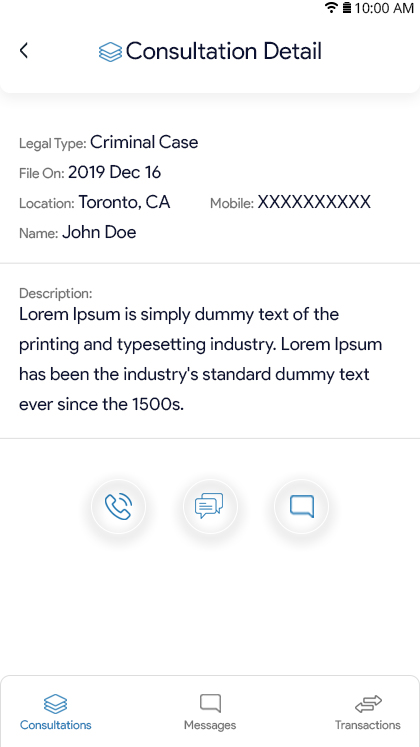 10:00 AM
Consultation Detail
Legal Type: Criminal Case
File On: 2019 Dec 16
Location: Toronto, CA Mobile: XXXXXXXXXX
Name: John Doe
Description:
Lorem Ipsum is simply dummy text of the
printing and typesetting industry. Lorem Ipsum
has been the industry's standard dummy text
ever since the 1500s.
Consultations Messages Transactions